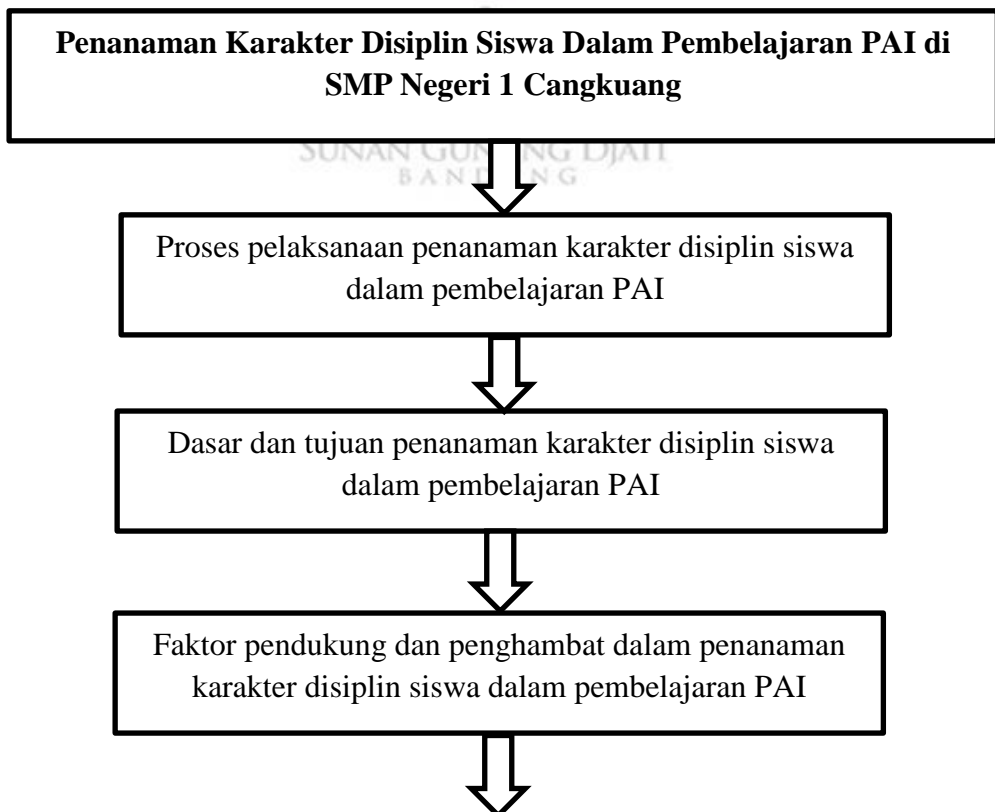 Penanaman Karakter Disiplin Siswa Dalam Pembelajaran PAI di
SMP Negeri 1 Cangkuang
SUNAN GUNUNG DJATI
BANDUNG
Proses pelaksanaan penanaman karakter disiplin siswa
dalam pembelajaran PAI
Dasar dan tujuan penanaman karakter disiplin siswa
dalam pembelajaran PAI
Faktor pendukung dan penghambat dalam penanaman
karakter disiplin siswa dalam pembelajaran PAI